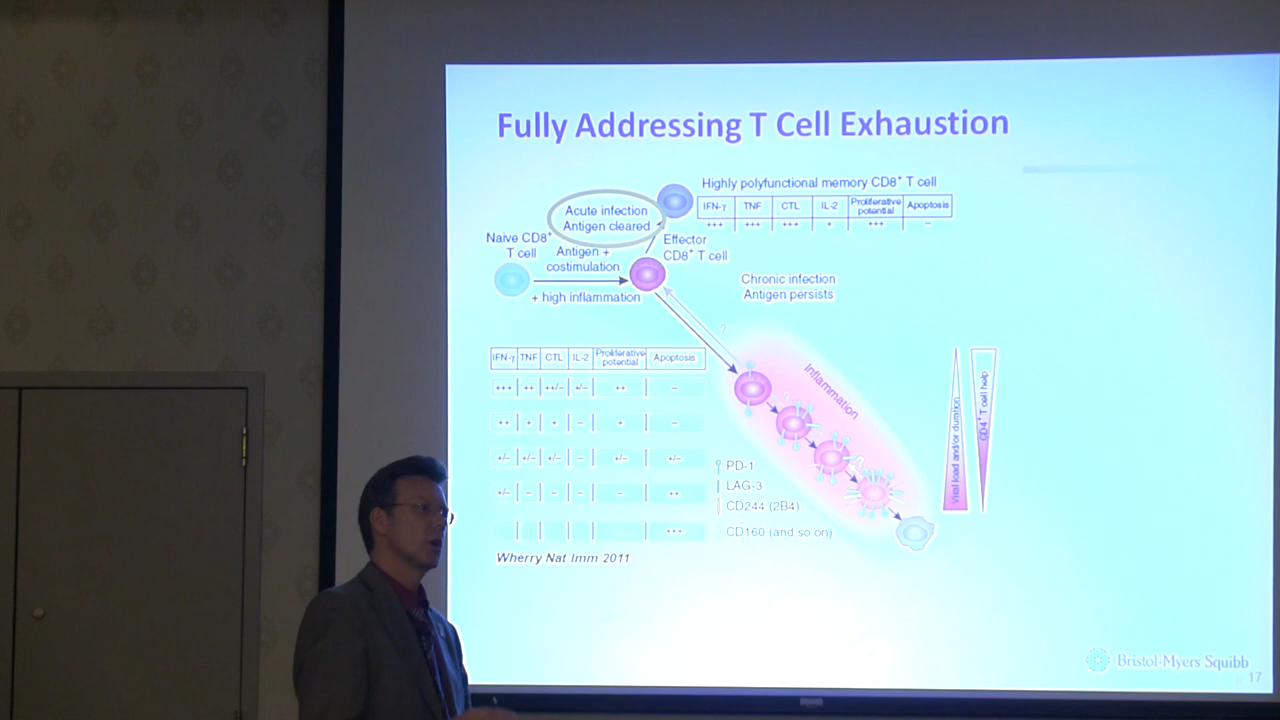 Fully Addressing T Cell Exhaustion
Highly polyfunctional memory CD8⁺ T cell
IFN-γ TNF CTL IL-2 Proliferative potential Apoptosis
+++ +++ +++ + +++ –
Acute infection
Antigen cleared
Naive CD8⁺
T cell
Antigen +
costimulation
+ high inflammation
Effector
CD8⁺ T cell
Chronic infection
Antigen persists
?
IFN-γ TNF CTL IL-2 Proliferative potential Apoptosis
+++ ++ ++/– +/– ++ –
++ + + – + –
+/– +/– +/– – +/– +/–
+/– – – – – ++
+++
Inflammation
PD-1
LAG-3
CD244 (2B4)
CD160 (and so on)
Viral load and/or duration
CD4⁺ T cell help
Wherry Nat Imm 2011
Bristol-Myers Squibb
17